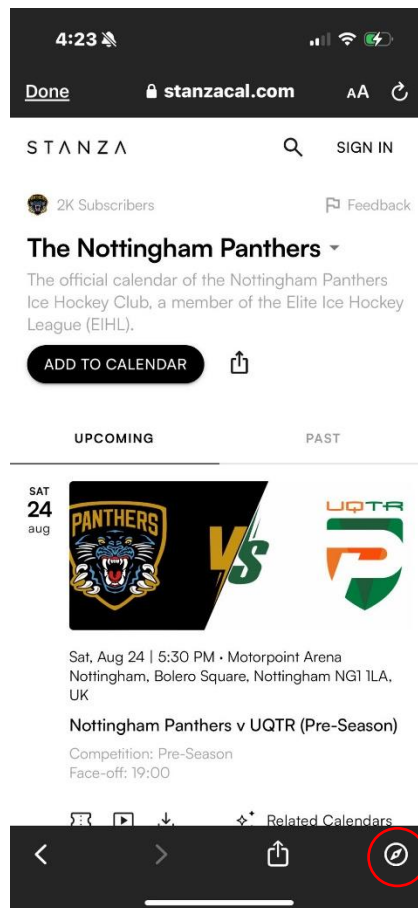 4:23
Done stanzacal.com AA
STANZA SIGN IN
2K Subscribers Feedback
The Nottingham Panthers
The official calendar of the Nottingham Panthers
Ice Hockey Club, a member of the Elite Ice Hockey
League (EIHL).
ADD TO CALENDAR
UPCOMING PAST
SAT
24
aug
PANTHERS
VS
UQTR
Sat, Aug 24 | 5:30 PM · Motorpoint Arena
Nottingham, Bolero Square, Nottingham NG1 1LA,
UK
Nottingham Panthers v UQTR (Pre-Season)
Competition: Pre-Season
Face-off: 19:00
Related Calendars